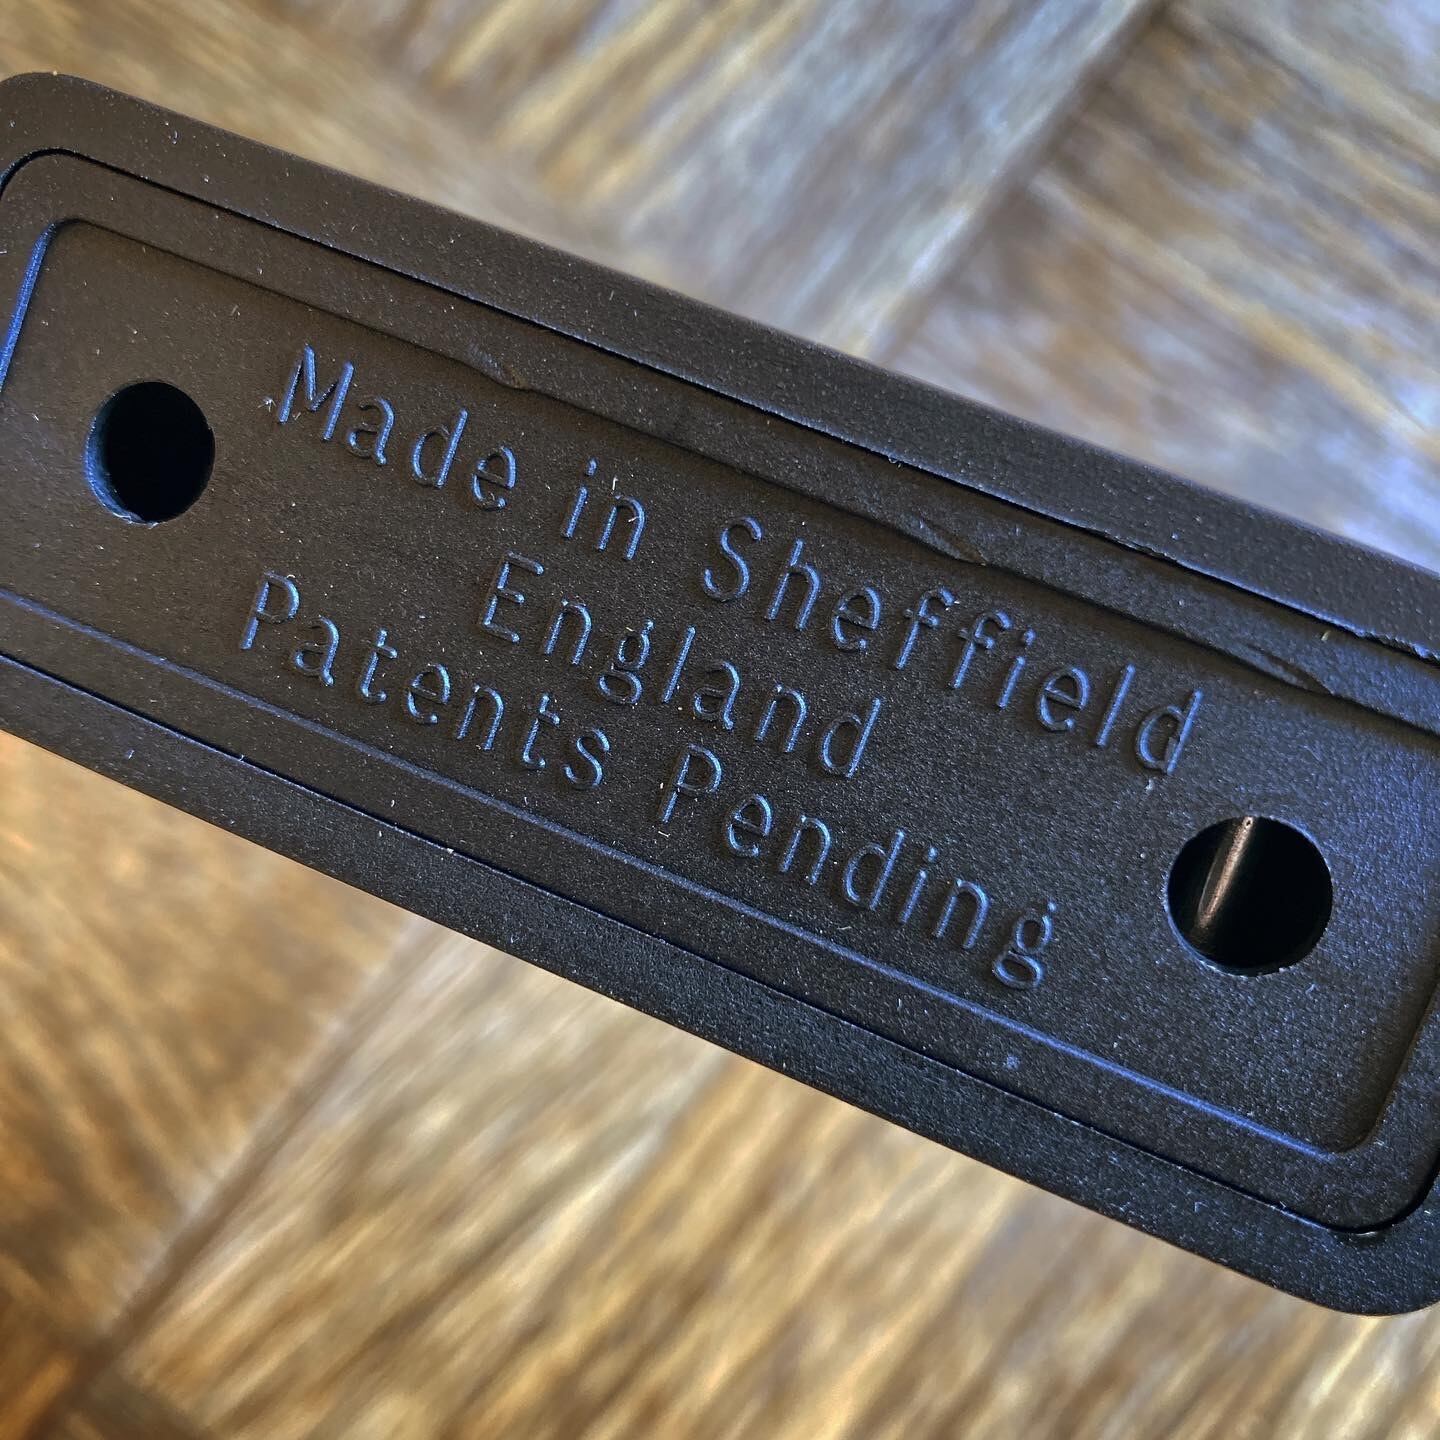 Made in Sheffield
England
Patents Pending